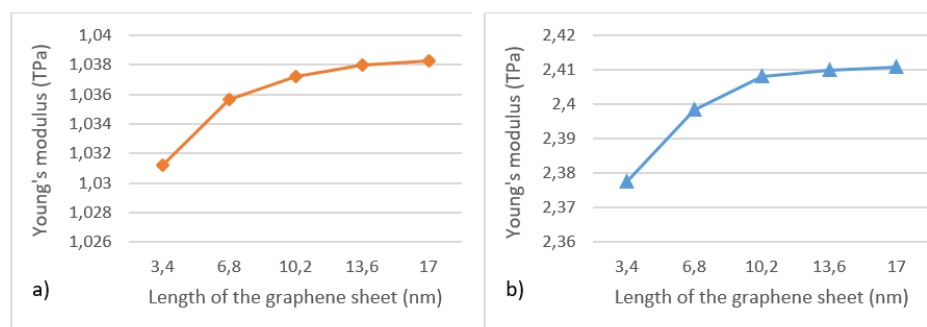 1,04
1,038
1,036
1,034
1,032
1,03
1,028
1,026
Young's modulus (TPa)
3,4 6,8 10,2 13,6 17
a) Length of the graphene sheet (nm)
2,42
2,41
2,4
2,39
2,38
2,37
2,36
Young's modulus (TPa)
3,4 6,8 10,2 13,6 17
b) Length of the graphene sheet (nm)